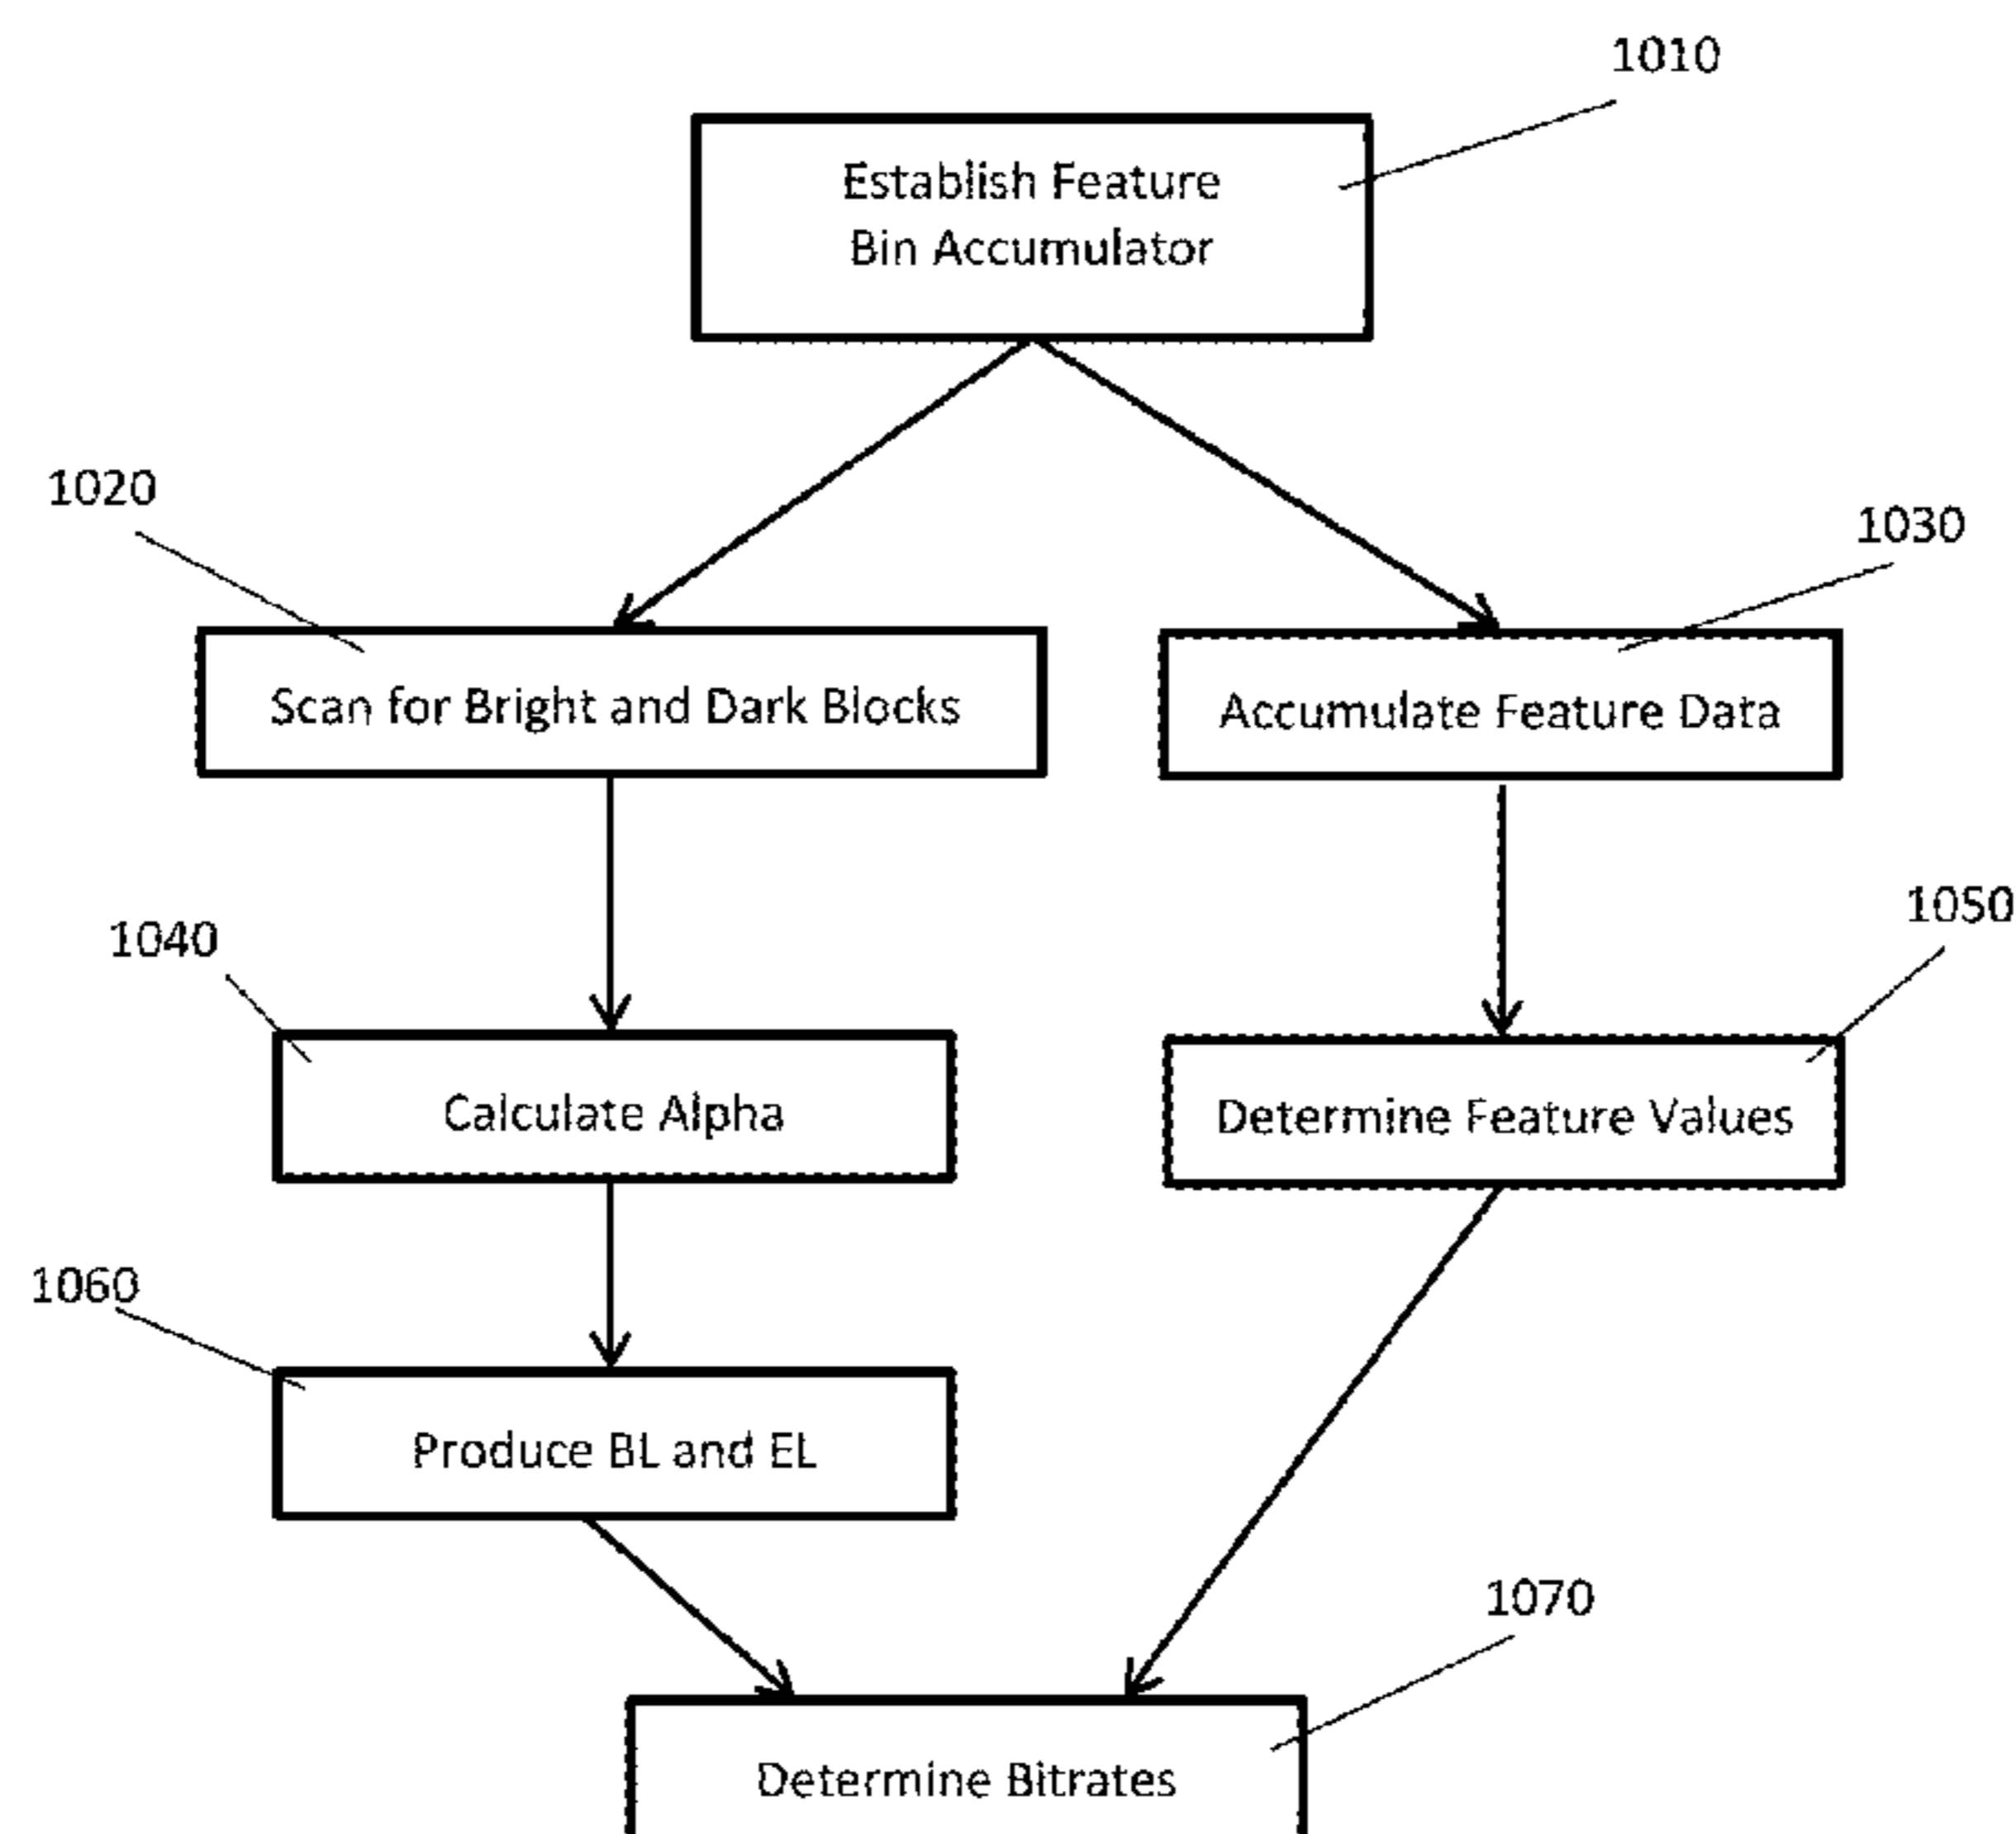 1010
Establish Feature
Bin Accumulator
1020
1030
Scan for Bright and Dark Blocks
Accumulate Feature Data
1040
1050
Calculate Alpha
Determine Feature Values
1060
Produce BL and EL
1070
Determine Bitrates